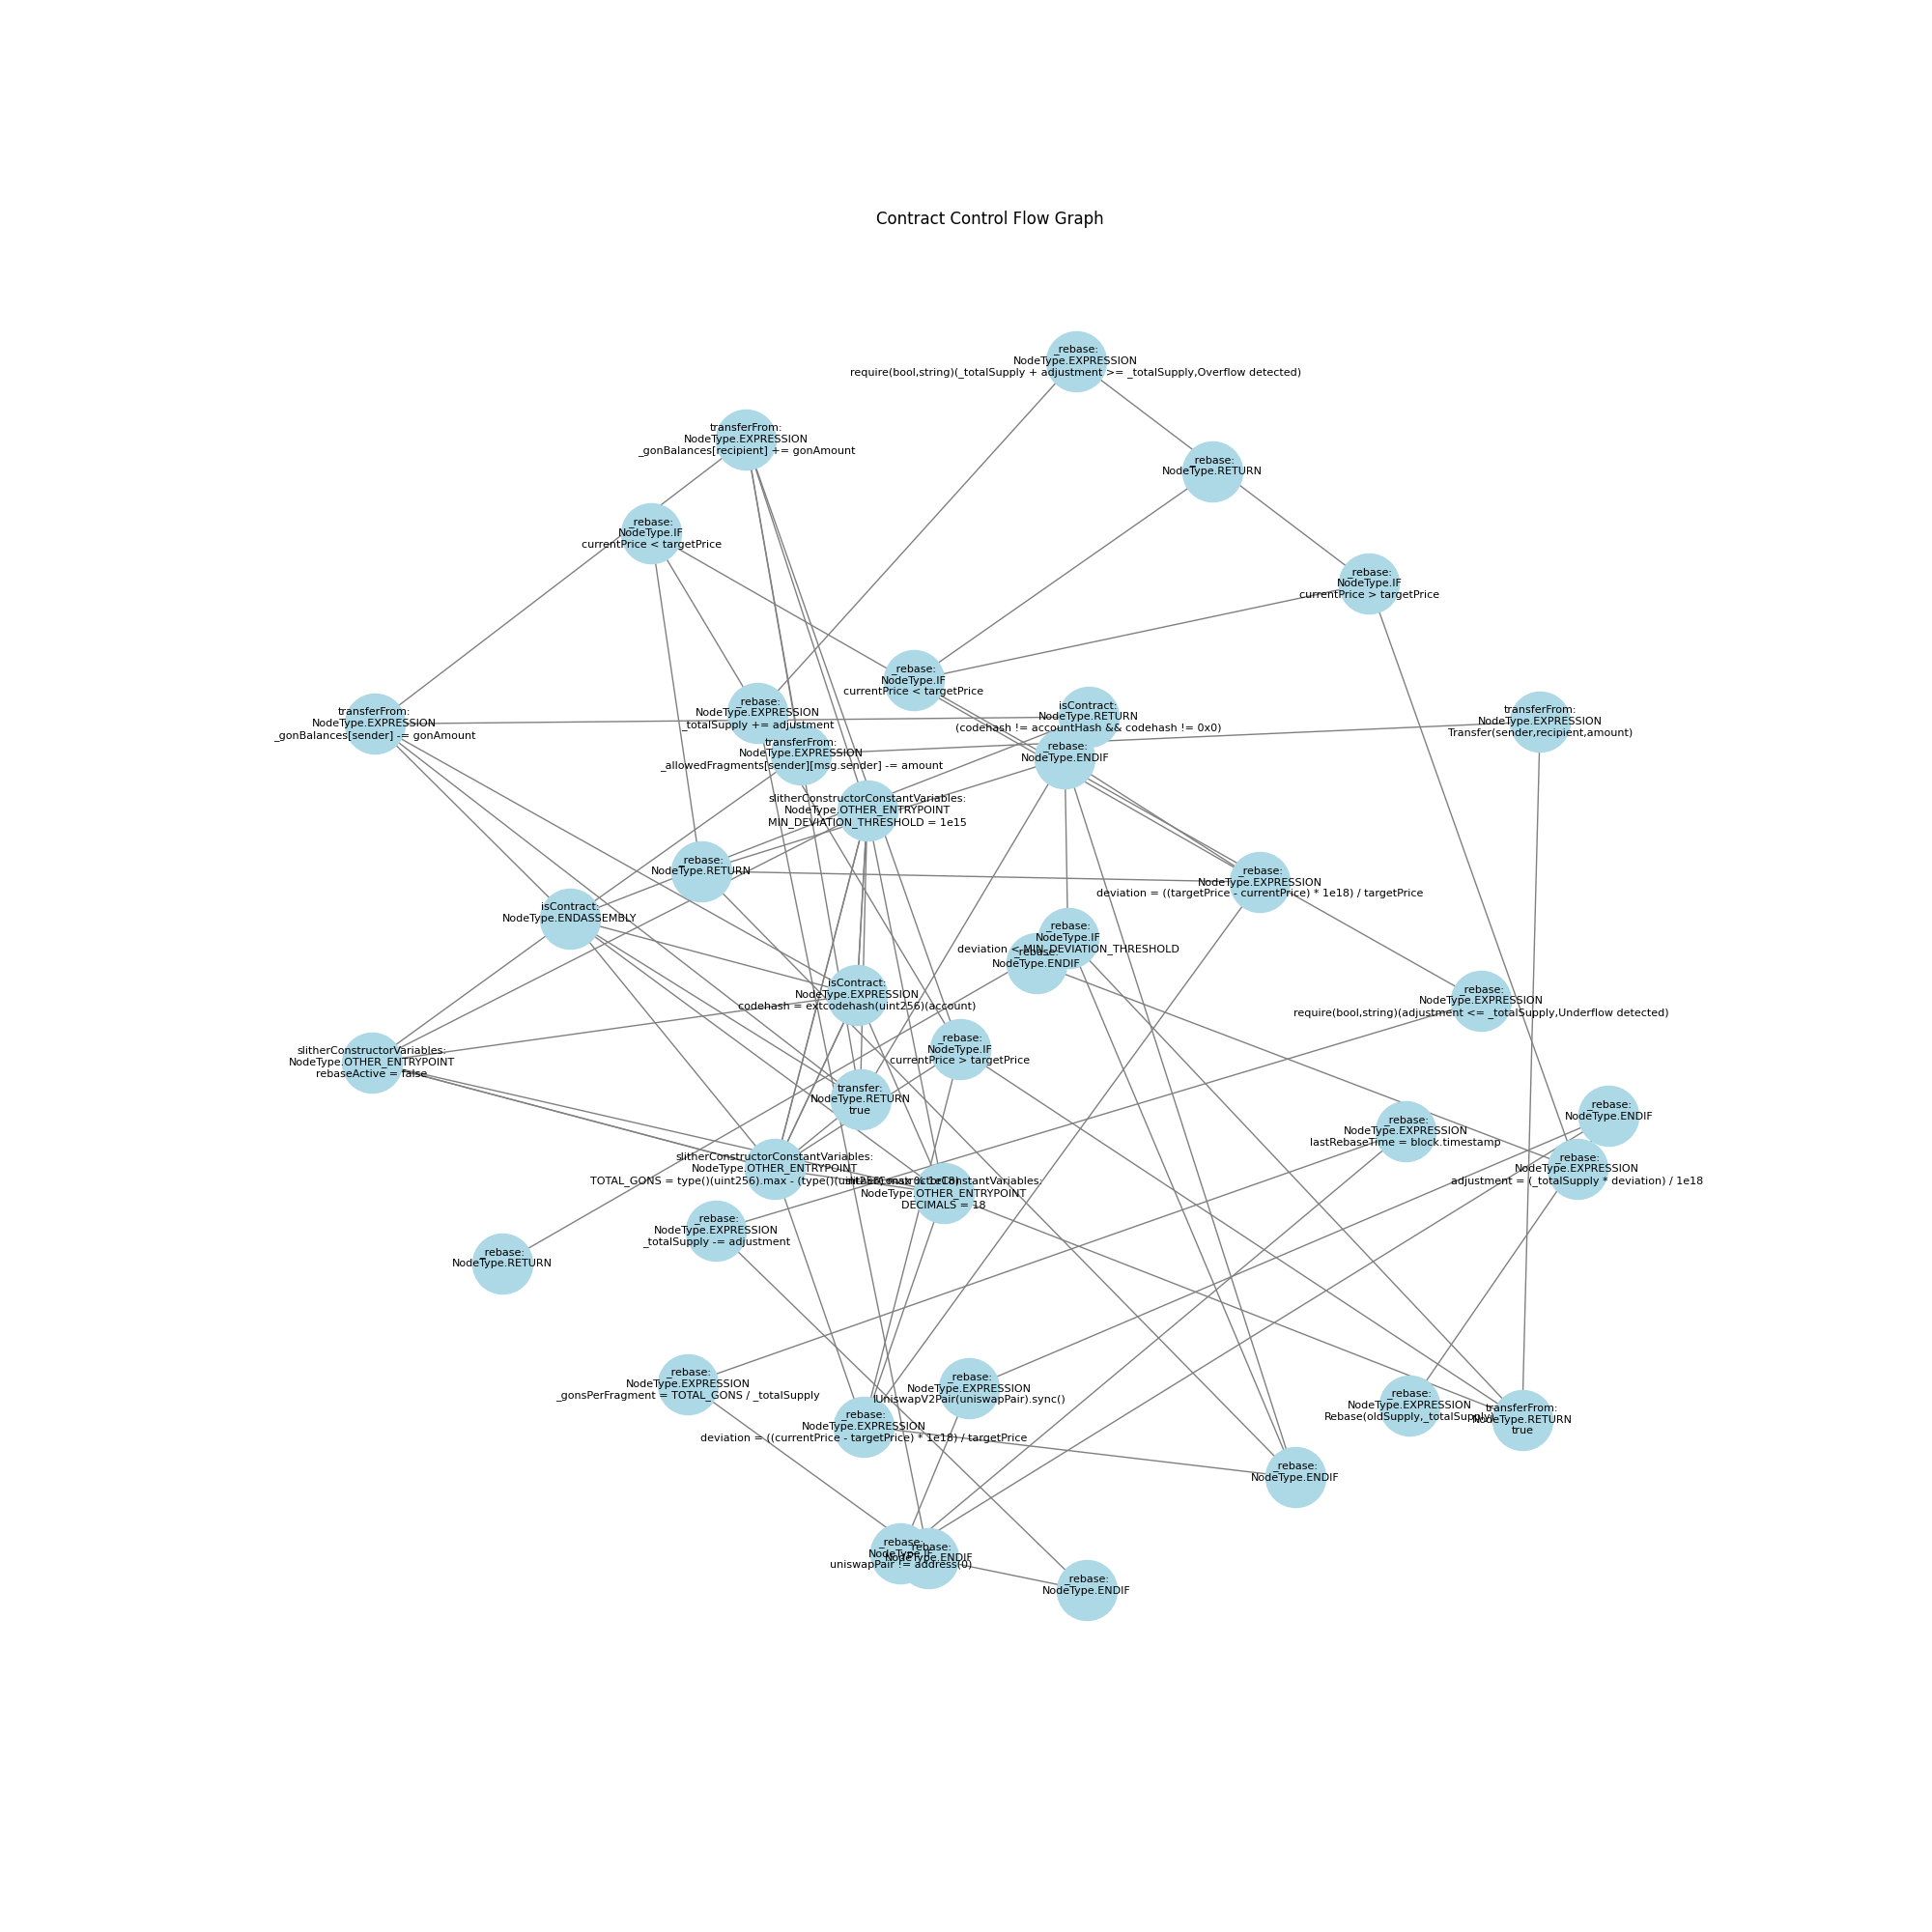 Contract Control Flow Graph
_rebase:
NodeType.EXPRESSION
require(bool,string)(_totalSupply + adjustment >= _totalSupply,Overflow detected)
transferFrom:
NodeType.EXPRESSION
_gonBalances[recipient] += gonAmount
_rebase:
NodeType.RETURN
_rebase:
NodeType.IF
currentPrice < targetPrice
_rebase:
NodeType.IF
currentPrice > targetPrice
_rebase:
NodeType.IF
currentPrice < targetPrice
_rebase:
NodeType.EXPRESSION
_totalSupply += adjustment
isContract:
NodeType.RETURN
(codehash != accountHash && codehash != 0x0)
transferFrom:
NodeType.EXPRESSION
_gonBalances[sender] -= gonAmount
transferFrom:
NodeType.EXPRESSION
Transfer(sender,recipient,amount)
transferFrom:
NodeType.EXPRESSION
_allowedFragments[sender][msg.sender] -= amount
_rebase:
NodeType.ENDIF
slitherConstructorConstantVariables:
NodeType.OTHER_ENTRYPOINT
MIN_DEVIATION_THRESHOLD = 1e15
_rebase:
NodeType.RETURN
_rebase:
NodeType.EXPRESSION
deviation = ((targetPrice - currentPrice) * 1e18) / targetPrice
isContract:
NodeType.ENDASSEMBLY
_rebase:
NodeType.IF
deviation < MIN_DEVIATION_THRESHOLD
_rebase:
NodeType.ENDIF
isContract:
NodeType.EXPRESSION
codehash = extcodehash(uint256)(account)
_rebase:
NodeType.EXPRESSION
require(bool,string)(adjustment <= _totalSupply,Underflow detected)
_rebase:
NodeType.IF
currentPrice > targetPrice
slitherConstructorVariables:
NodeType.OTHER_ENTRYPOINT
rebaseActive = false
transfer:
NodeType.RETURN
true
_rebase:
NodeType.ENDIF
_rebase:
NodeType.EXPRESSION
lastRebaseTime = block.timestamp
slitherConstructorConstantVariables:
NodeType.OTHER_ENTRYPOINT
TOTAL_GONS = type()(uint256).max - (type()(uint256).max % 1e18)
_rebase:
NodeType.EXPRESSION
adjustment = (_totalSupply * deviation) / 1e18
slitherConstructorConstantVariables:
NodeType.OTHER_ENTRYPOINT
DECIMALS = 18
_rebase:
NodeType.EXPRESSION
_totalSupply -= adjustment
_rebase:
NodeType.RETURN
_rebase:
NodeType.EXPRESSION
_gonsPerFragment = TOTAL_GONS / _totalSupply
_rebase:
NodeType.EXPRESSION
IUniswapV2Pair(uniswapPair).sync()
_rebase:
NodeType.EXPRESSION
Rebase(oldSupply,_totalSupply)
transferFrom:
NodeType.RETURN
true
_rebase:
NodeType.EXPRESSION
deviation = ((currentPrice - targetPrice) * 1e18) / targetPrice
_rebase:
NodeType.ENDIF
_rebase:
NodeType.IF
uniswapPair != address(0)
_rebase:
NodeType.ENDIF
_rebase:
NodeType.ENDIF